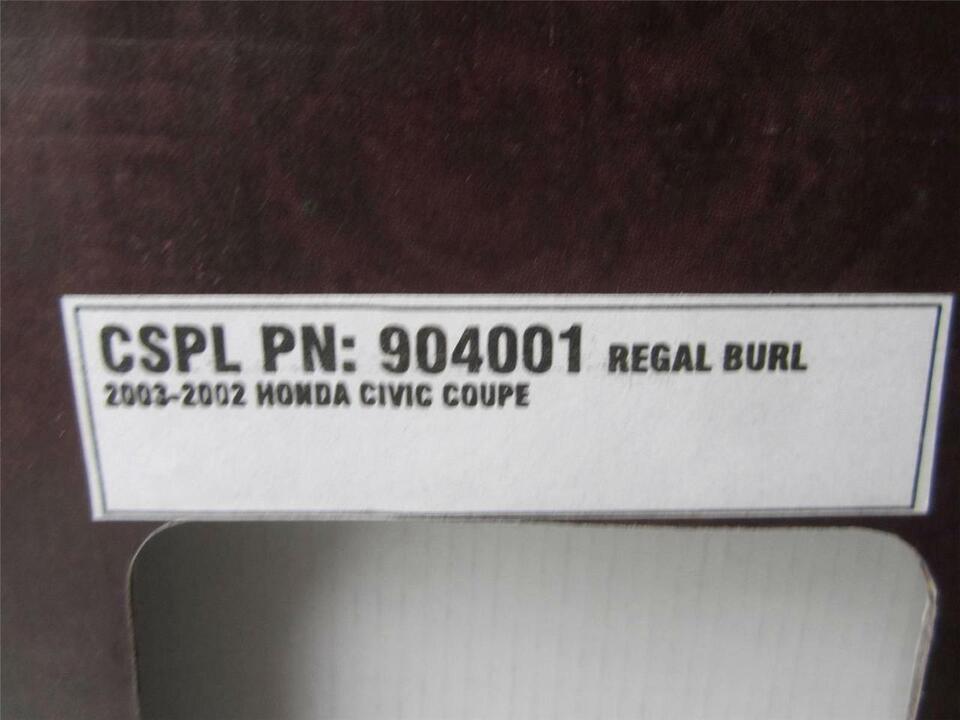 CSPL PN: 904001 REGAL BURL
2003-2002 HONDA CIVIC COUPE